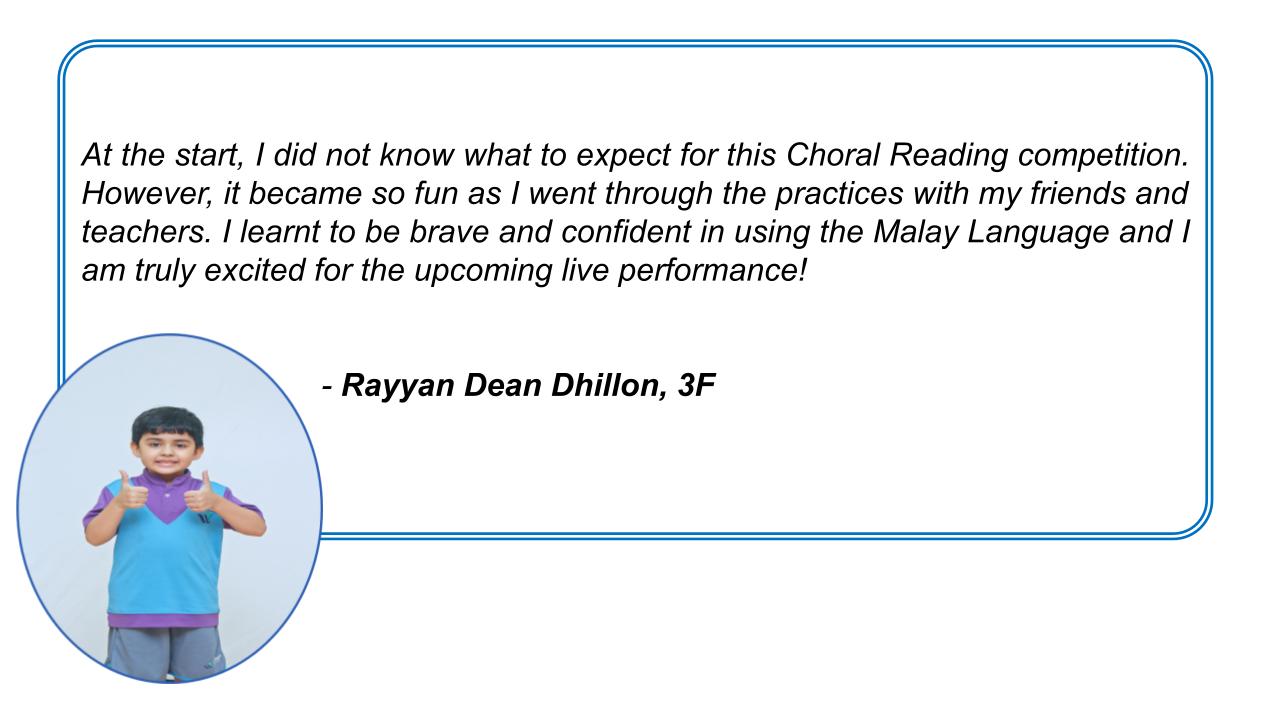 At the start, I did not know what to expect for this Choral Reading competition.
However, it became so fun as I went through the practices with my friends and
teachers. I learnt to be brave and confident in using the Malay Language and I
am truly excited for the upcoming live performance!
- Rayyan Dean Dhillon, 3F